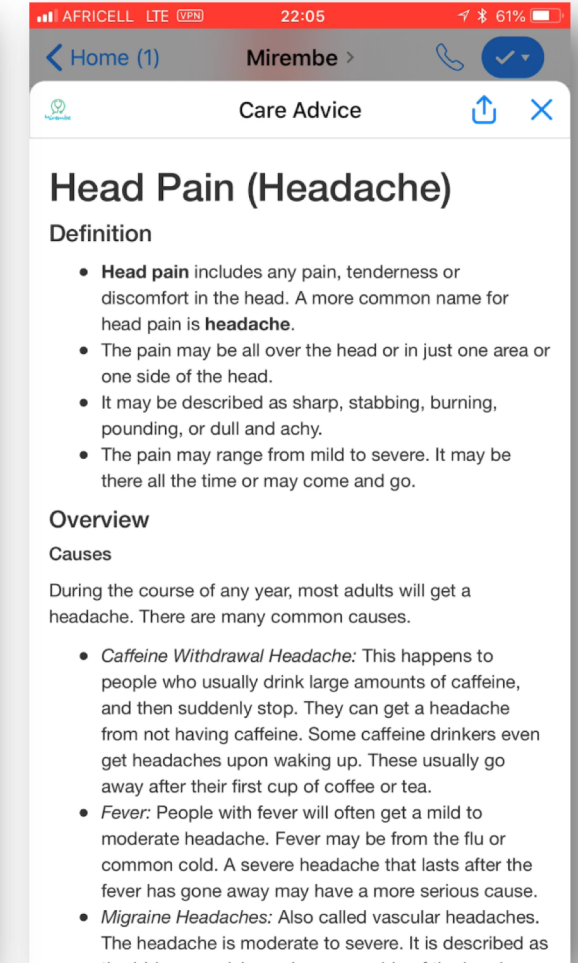 AFRICELL LTE VPN 22:05 61%
Home (1) Mirembe
Mirembe Care Advice
Head Pain (Headache)
Definition
• Head pain includes any pain, tenderness or
discomfort in the head. A more common name for
head pain is headache.
• The pain may be all over the head or in just one area or
one side of the head.
• It may be described as sharp, stabbing, burning,
pounding, or dull and achy.
• The pain may range from mild to severe. It may be
there all the time or may come and go.
Overview
Causes
During the course of any year, most adults will get a
headache. There are many common causes.
• Caffeine Withdrawal Headache: This happens to
people who usually drink large amounts of caffeine,
and then suddenly stop. They can get a headache
from not having caffeine. Some caffeine drinkers even
get headaches upon waking up. These usually go
away after their first cup of coffee or tea.
• Fever: People with fever will often get a mild to
moderate headache. Fever may be from the flu or
common cold. A severe headache that lasts after the
fever has gone away may have a more serious cause.
• Migraine Headaches: Also called vascular headaches.
The headache is moderate to severe. It is described as